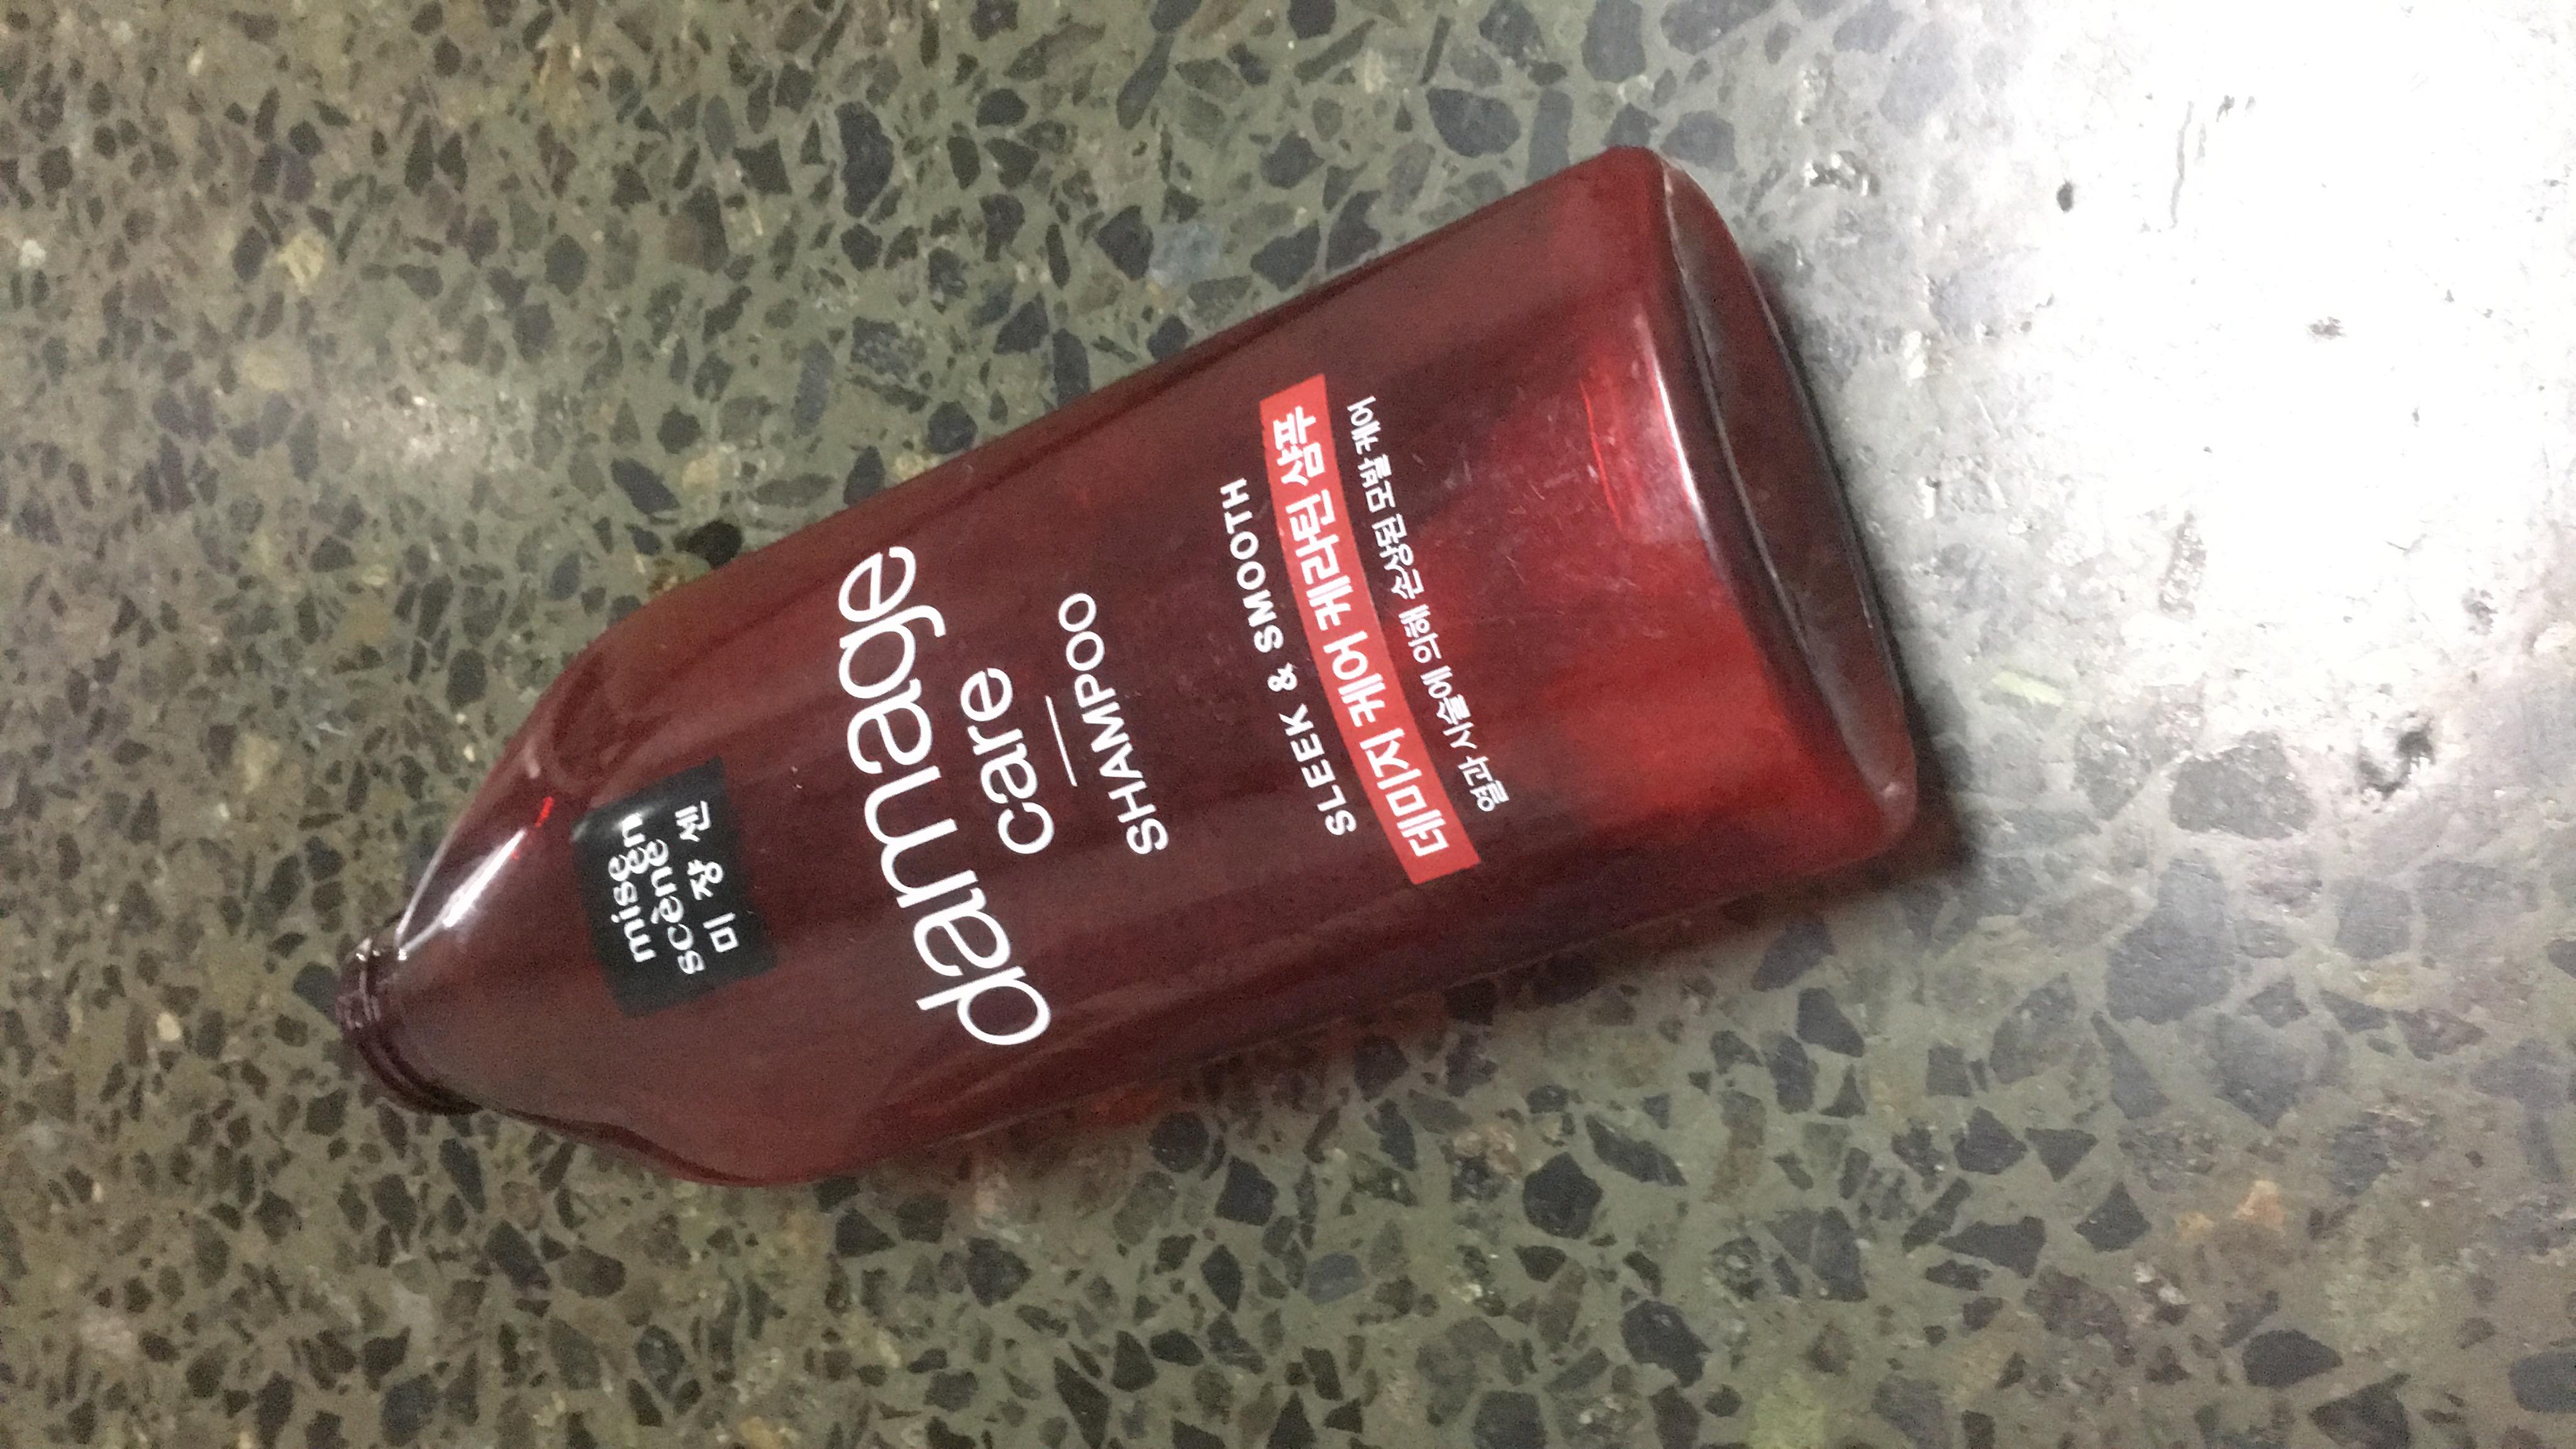 misen
scène
미장센
damage
care
SHAMPOO
SLEEK & SMOOTH
데미지 케어 케라틴 샴푸
열과 시술에 의해 손상된 모발 케어